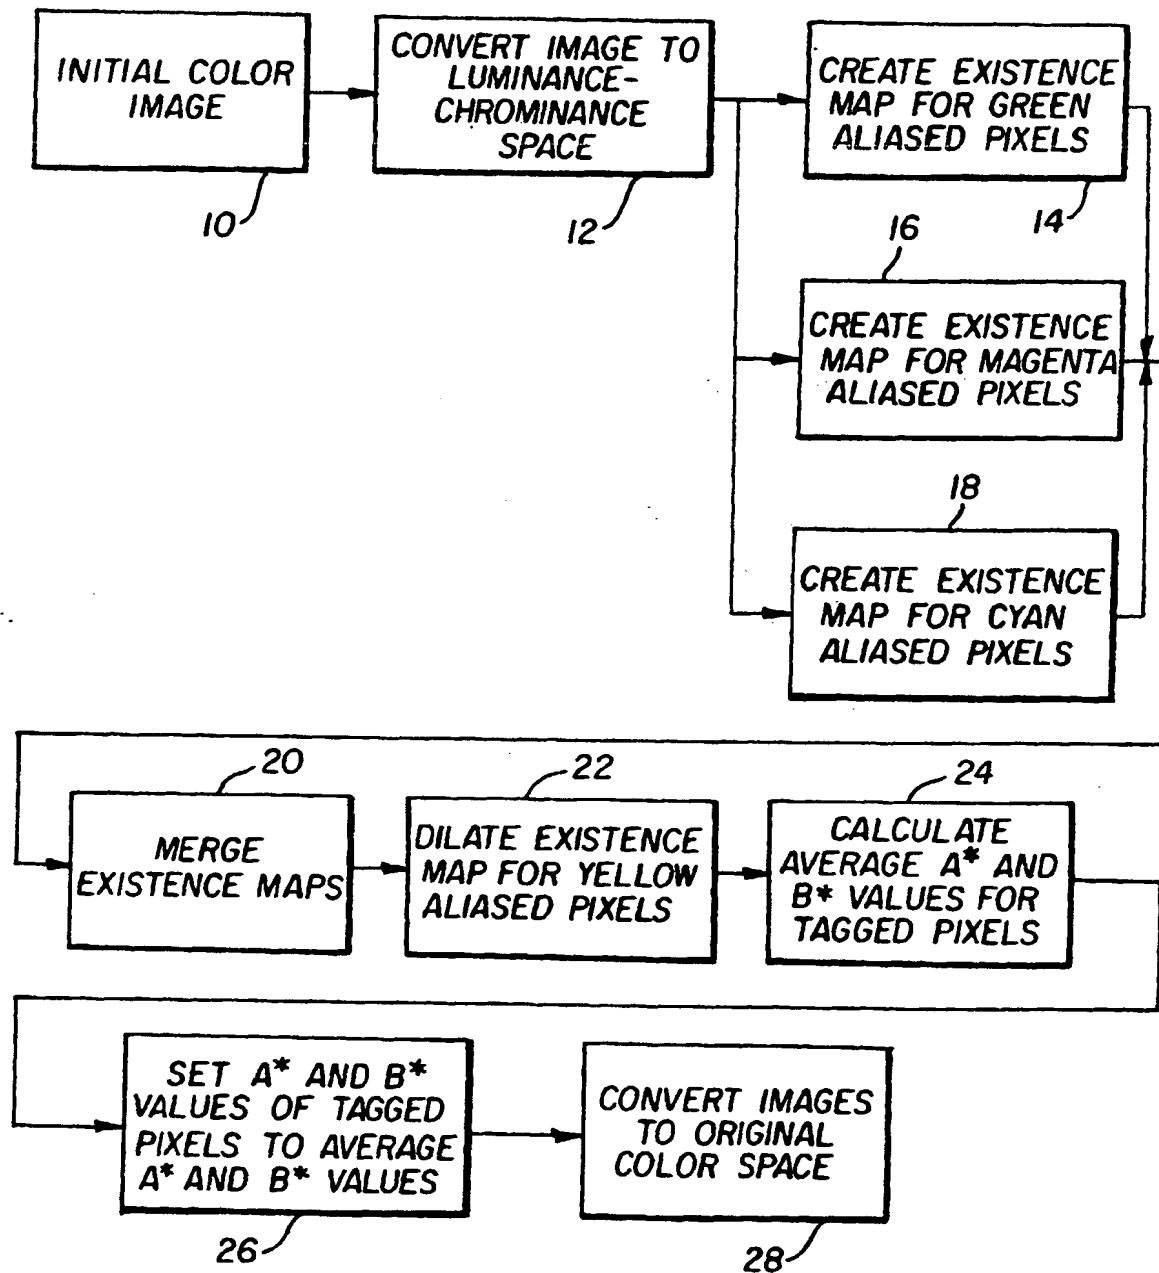 INITIAL COLOR
IMAGE
10
CONVERT IMAGE TO
LUMINANCE-
CHROMINANCE
SPACE
12
CREATE EXISTENCE
MAP FOR GREEN
ALIASED PIXELS
14
16
CREATE EXISTENCE
MAP FOR MAGENTA
ALIASED PIXELS
18
CREATE EXISTENCE
MAP FOR CYAN
ALIASED PIXELS
20
MERGE
EXISTENCE MAPS
22
DILATE EXISTENCE
MAP FOR YELLOW
ALIASED PIXELS
24
CALCULATE
AVERAGE A* AND
B* VALUES FOR
TAGGED PIXELS
SET A* AND B*
VALUES OF TAGGED
PIXELS TO AVERAGE
A* AND B* VALUES
26
CONVERT IMAGES
TO ORIGINAL
COLOR SPACE
28